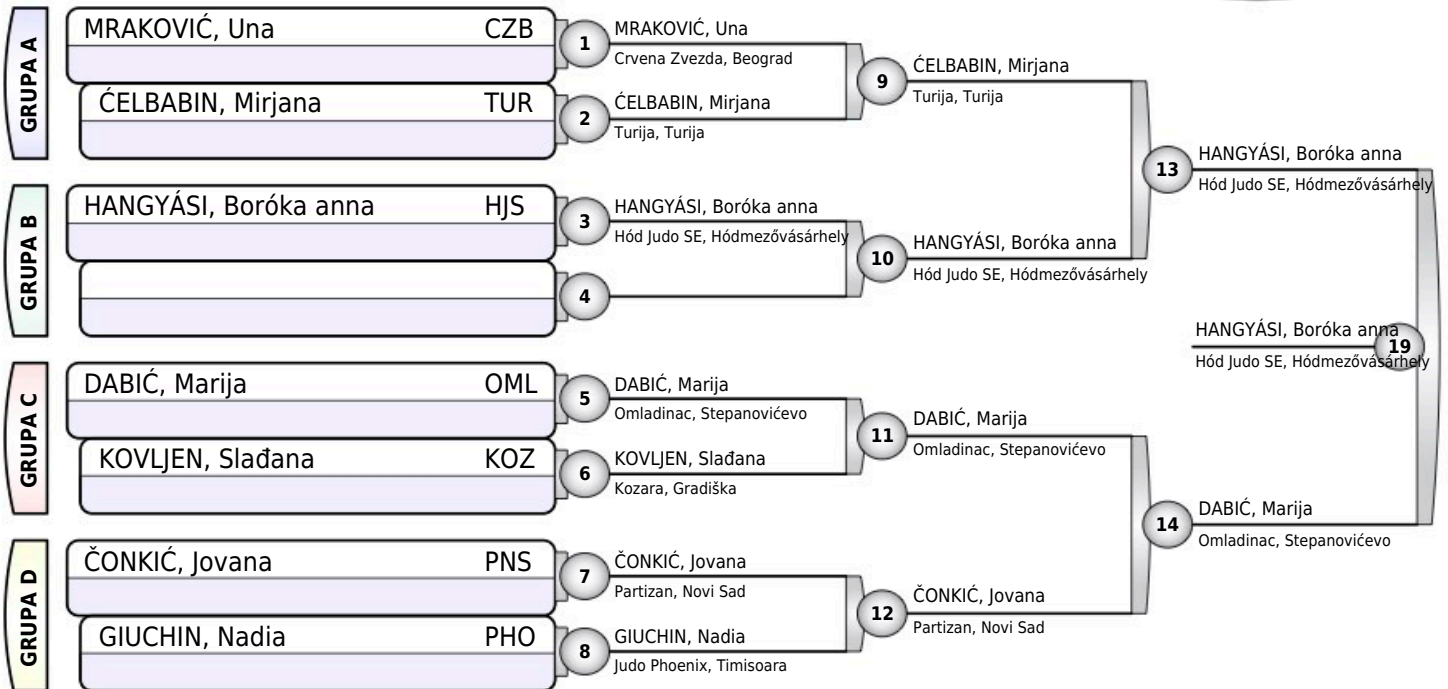 GRUPA A
MRAKOVIĆ, Una CZB
ĆELBABIN, Mirjana TUR
1
MRAKOVIĆ, Una
Crvena Zvezda, Beograd
2
ĆELBABIN, Mirjana
Turija, Turija
9
ĆELBABIN, Mirjana
Turija, Turija
GRUPA B
HANGYÁSI, Boróka anna HJS
3
HANGYÁSI, Boróka anna
Hód Judo SE, Hódmezővásárhely
4
10
HANGYÁSI, Boróka anna
Hód Judo SE, Hódmezővásárhely
13
HANGYÁSI, Boróka anna
Hód Judo SE, Hódmezővásárhely
GRUPA C
DABIĆ, Marija OML
KOVLJEN, Slađana KOZ
5
DABIĆ, Marija
Omladinac, Stepanovićevo
6
KOVLJEN, Slađana
Kozara, Gradiška
11
DABIĆ, Marija
Omladinac, Stepanovićevo
GRUPA D
ČONKIĆ, Jovana PNS
GIUCHIN, Nadia PHO
7
ČONKIĆ, Jovana
Partizan, Novi Sad
8
GIUCHIN, Nadia
Judo Phoenix, Timisoara
12
ČONKIĆ, Jovana
Partizan, Novi Sad
14
DABIĆ, Marija
Omladinac, Stepanovićevo
HANGYÁSI, Boróka anna
19
Hód Judo SE, Hódmezővásárhely